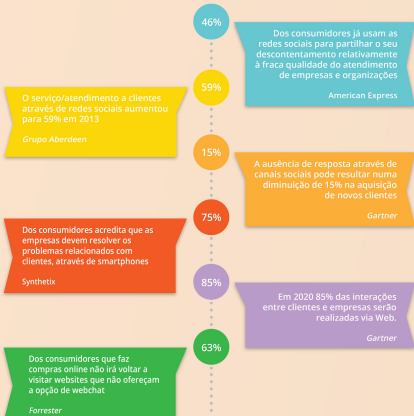 46%
Dos consumidores já usam as
redes sociais para partilhar o seu
descontentamento relativamente
à fraca qualidade do atendimento
de empresas e organizações
American Express
59%
O serviço/atendimento a clientes
através de redes sociais aumentou
para 59% em 2013
Grupo Aberdeen
15%
A ausência de resposta através de
canais sociais pode resultar numa
diminuição de 15% na aquisição
de novos clientes
Gartner
75%
Dos consumidores acredita que as
empresas devem resolver os
problemas relacionados com
clientes, através de smartphones
Synthetix
85%
Em 2020 85% das interações
entre clientes e empresas serão
realizadas via Web.
Gartner
63%
Dos consumidores que faz
compras online não irá voltar a
visitar websites que não ofereçam
a opção de webchat
Forrester